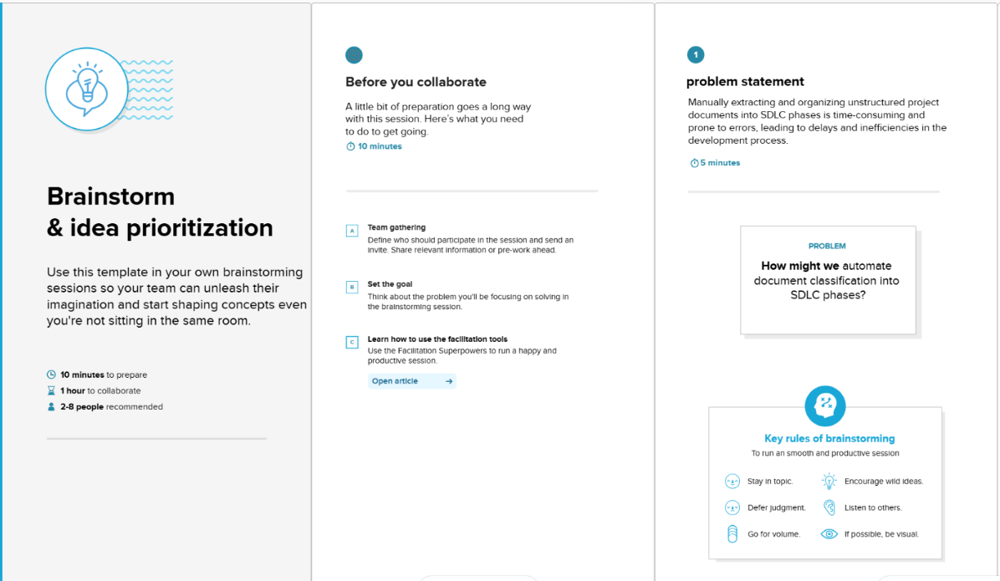 Brainstorm
& idea prioritization
Use this template in your own brainstorming
sessions so your team can unleash their
imagination and start shaping concepts even
you're not sitting in the same room.
10 minutes to prepare
1 hour to collaborate
2-8 people recommended
Before you collaborate
A little bit of preparation goes a long way
with this session. Here's what you need
to do to get going.
10 minutes
A
Team gathering
Define who should participate in the session and send an
invite. Share relevant information or pre-work ahead.
B
Set the goal
Think about the problem you'll be focusing on solving in
the brainstorming session.
C
Learn how to use the facilitation tools
Use the Facilitation Superpowers to run a happy and
productive session.
Open article
1
problem statement
Manually extracting and organizing unstructured project
documents into SDLC phases is time-consuming and
prone to errors, leading to delays and inefficiencies in the
development process.
5 minutes
PROBLEM
How might we automate
document classification into
SDLC phases?
Key rules of brainstorming
To run an smooth and productive session
Stay in topic.
Encourage wild ideas.
Defer judgment.
Listen to others.
Go for volume.
If possible, be visual.